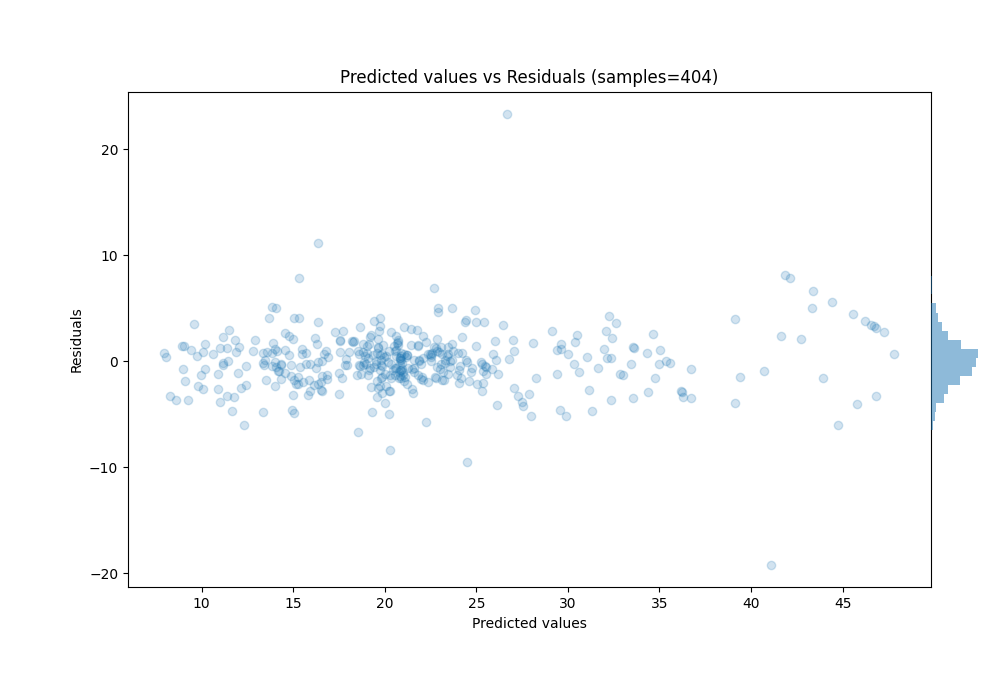 Predicted values vs Residuals (samples=404)
20
10
0
−10
−20
Residuals
10 15 20 25 30 35 40 45
Predicted values